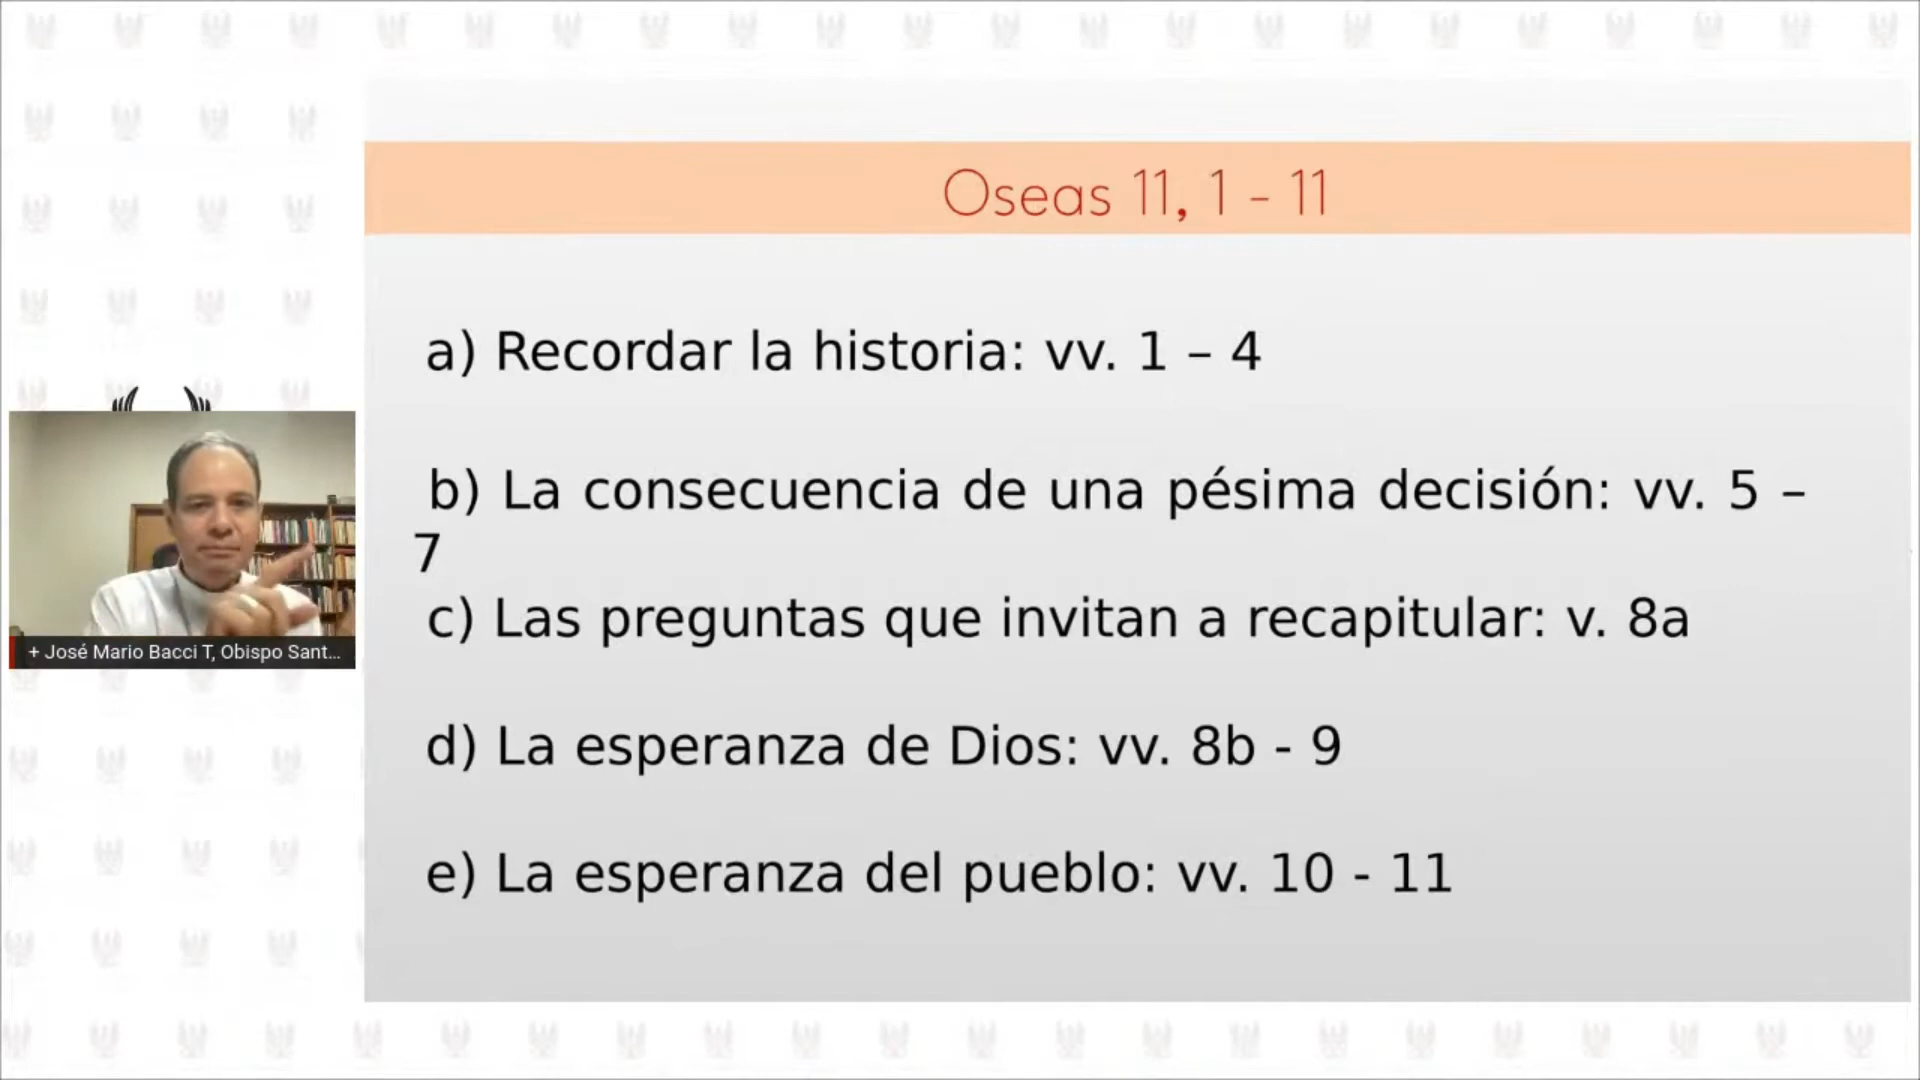 Oseas 11, 1 - 11
a) Recordar la historia: vv. 1 – 4
b) La consecuencia de una pésima decisión: vv. 5 –
7
c) Las preguntas que invitan a recapitular: v. 8a
d) La esperanza de Dios: vv. 8b - 9
e) La esperanza del pueblo: vv. 10 - 11
+ José Mario Bacci T, Obispo Sant...